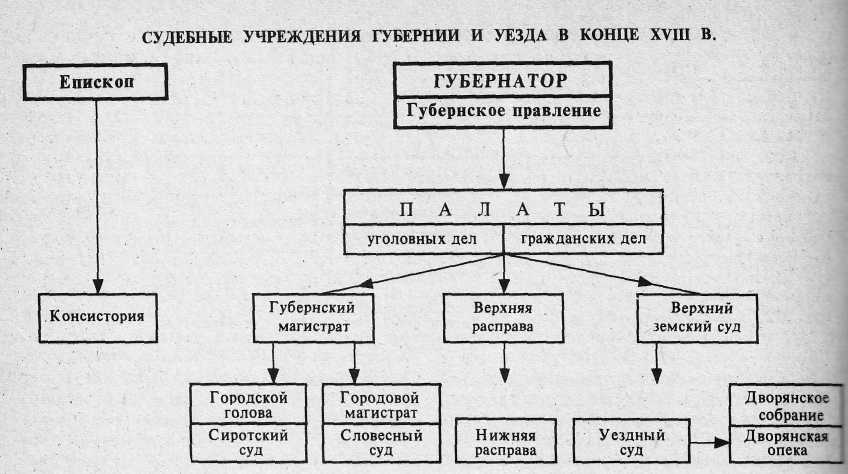 СУДЕБНЫЕ УЧРЕЖДЕНИЯ ГУБЕРНИИ И УЕЗДА В КОНЦЕ XVIII В.
Епископ
ГУБЕРНАТОР
Губернское правление
ПАЛАТЫ
уголовных дел
гражданских дел
Консистория
Губернский
магистрат
Верхняя
расправа
Верхний
земский суд
Городской
голова
Сиротский
суд
Городовой
магистрат
Словесный
суд
Нижняя
расправа
Уездный суд
Дворянское
собрание
Дворянская
опека